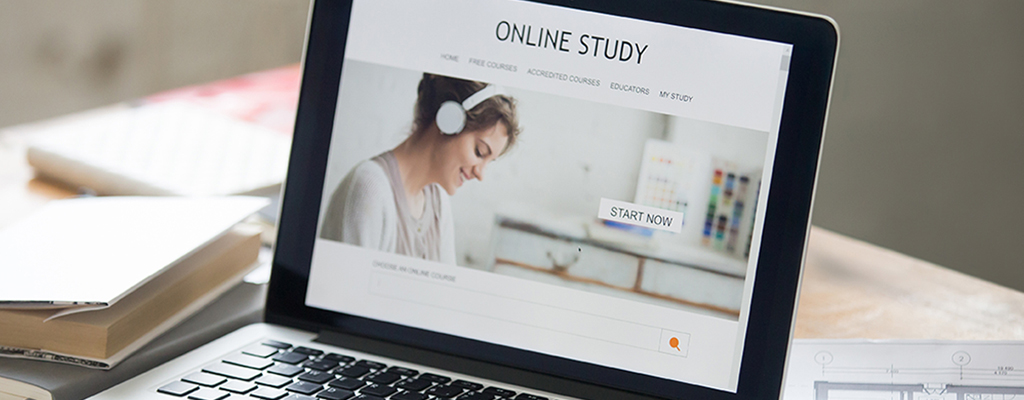 ONLINE STUDY
HOME FREE COURSES ACCREDITED COURSES EDUCATORS MY STUDY
START NOW
CHOOSE AN ONLINE COURSE